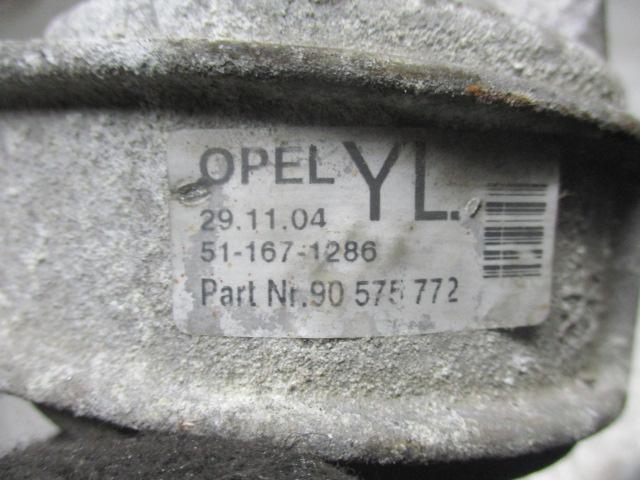 OPEL YL.
29.11.04
51-167-1286
Part Nr.90 575 772